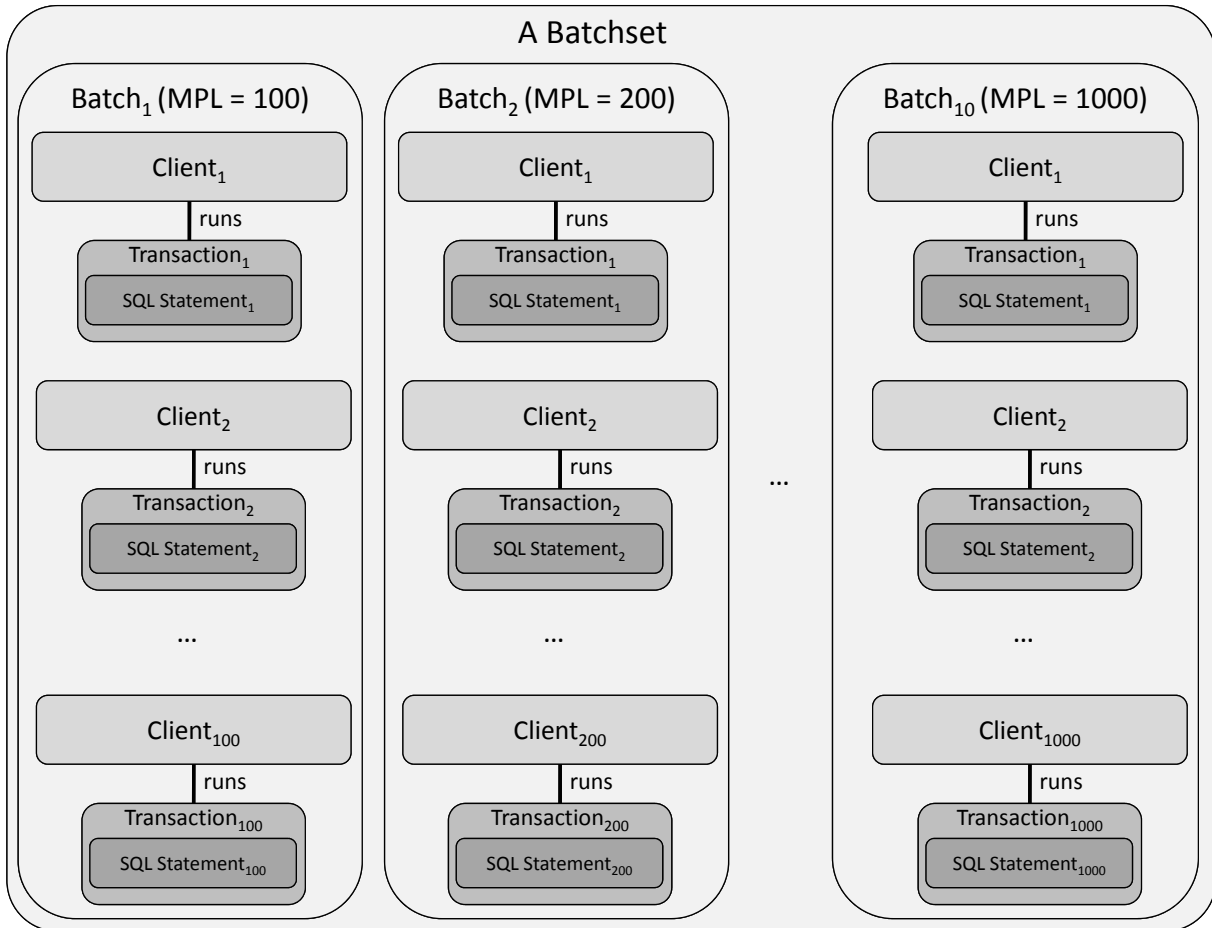 A Batchset
Batch₁ (MPL = 100)
Client₁
runs
Transaction₁
SQL Statement₁
Client₂
runs
Transaction₂
SQL Statement₂
...
Client₁₀₀
runs
Transaction₁₀₀
SQL Statement₁₀₀
Batch₂ (MPL = 200)
Client₁
runs
Transaction₁
SQL Statement₁
Client₂
runs
Transaction₂
SQL Statement₂
...
Client₂₀₀
runs
Transaction₂₀₀
SQL Statement₂₀₀
...
Batch₁₀ (MPL = 1000)
Client₁
runs
Transaction₁
SQL Statement₁
Client₂
runs
Transaction₂
SQL Statement₂
...
Client₁₀₀₀
runs
Transaction₁₀₀₀
SQL Statement₁₀₀₀